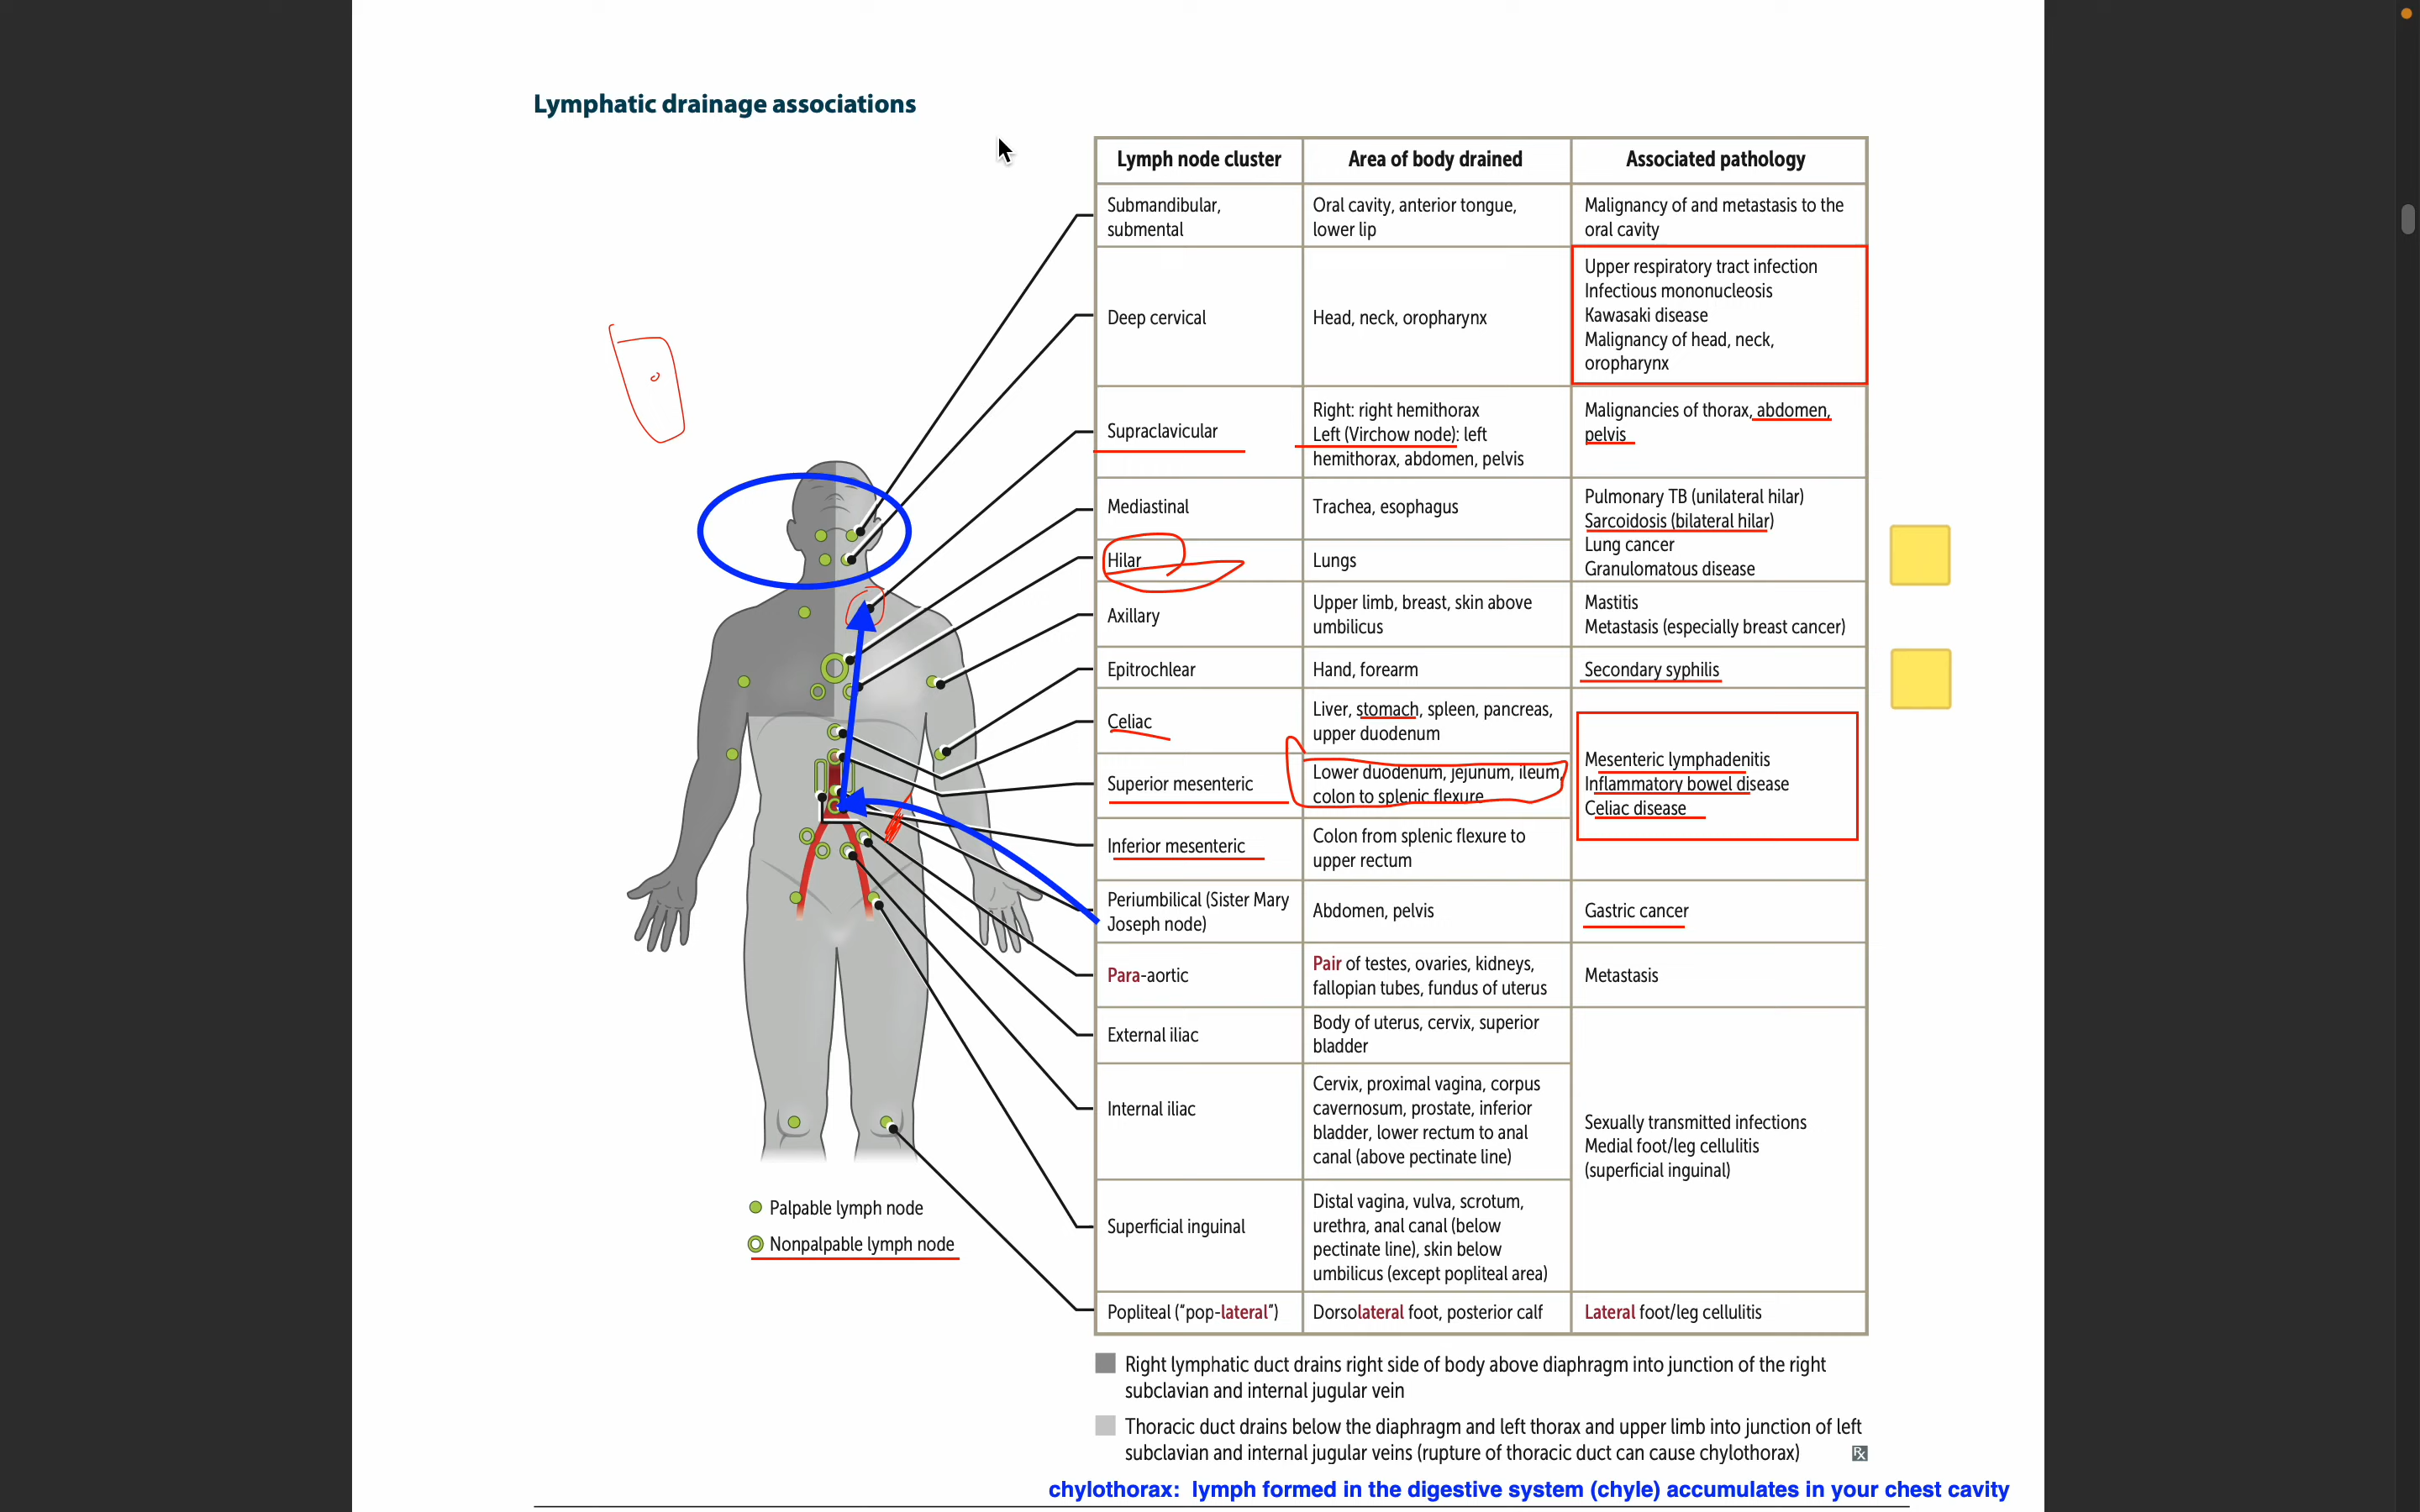 Lymphatic drainage associations
Lymph node cluster
Area of body drained
Associated pathology
Submandibular,
submental
Oral cavity, anterior tongue,
lower lip
Malignancy of and metastasis to the
oral cavity
Deep cervical
Head, neck, oropharynx
Upper respiratory tract infection
Infectious mononucleosis
Kawasaki disease
Malignancy of head, neck,
oropharynx
Supraclavicular
Right: right hemithorax
Left (Virchow node): left
hemithorax, abdomen, pelvis
Malignancies of thorax, abdomen,
pelvis
Mediastinal
Trachea, esophagus
Pulmonary TB (unilateral hilar)
Sarcoidosis (bilateral hilar)
Lung cancer
Granulomatous disease
Hilar
Lungs
Axillary
Upper limb, breast, skin above
umbilicus
Mastitis
Metastasis (especially breast cancer)
Epitrochlear
Hand, forearm
Secondary syphilis
Celiac
Liver, stomach, spleen, pancreas,
upper duodenum
Mesenteric lymphadenitis
Inflammatory bowel disease
Celiac disease
Superior mesenteric
Lower duodenum, jejunum, ileum,
colon to splenic flexure
Inferior mesenteric
Colon from splenic flexure to
upper rectum
Periumbilical (Sister Mary
Joseph node)
Abdomen, pelvis
Gastric cancer
Para-aortic
Pair of testes, ovaries, kidneys,
fallopian tubes, fundus of uterus
Metastasis
External iliac
Body of uterus, cervix, superior
bladder
Internal iliac
Cervix, proximal vagina, corpus
cavernosum, prostate, inferior
bladder, lower rectum to anal
canal (above pectinate line)
Sexually transmitted infections
Medial foot/leg cellulitis
(superficial inguinal)
Superficial inguinal
Distal vagina, vulva, scrotum,
urethra, anal canal (below
pectinate line), skin below
umbilicus (except popliteal area)
Popliteal (“pop-lateral”)
Dorsolateral foot, posterior calf
Lateral foot/leg cellulitis
Palpable lymph node
Nonpalpable lymph node
Right lymphatic duct drains right side of body above diaphragm into junction of the right
subclavian and internal jugular vein
Thoracic duct drains below the diaphragm and left thorax and upper limb into junction of left
subclavian and internal jugular veins (rupture of thoracic duct can cause chylothorax)
Rx
chylothorax: lymph formed in the digestive system (chyle) accumulates in your chest cavity